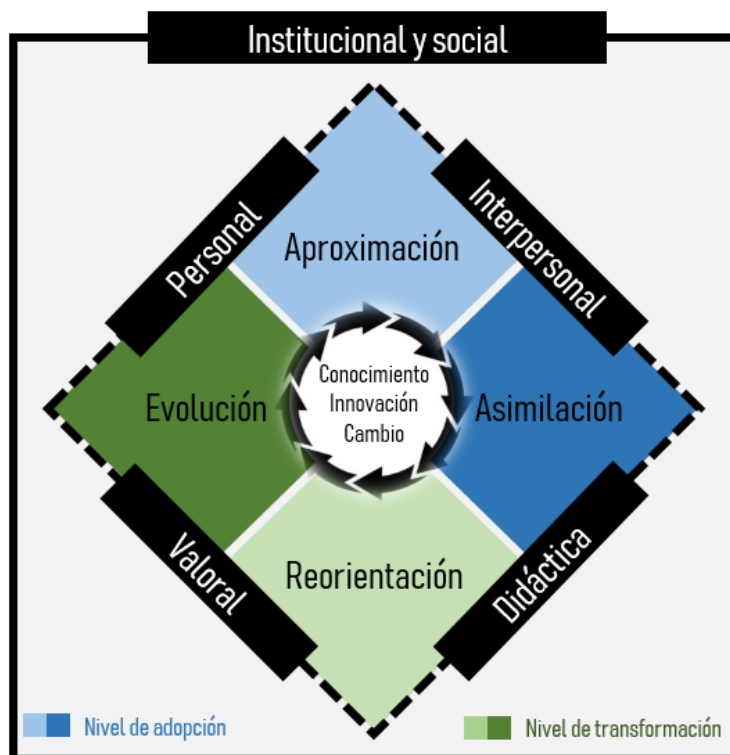 Institucional y social
Personal
Interpersonal
Aproximación
Conocimiento
Innovación
Cambio
Evolución
Asimilación
Reorientación
Valoral
Didáctica
Nivel de adopción
Nivel de transformación